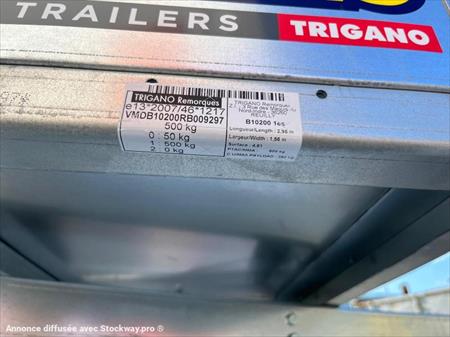 TRAILERS
TRIGANO
TRIGANO Remorques
e13*2007/46*1217
VMDB10200RB009297
500 kg
0 : 50 kg
1 : 500 kg
2 : 0 kg
TRIGANO Remorques
REUILLY
B10200 165
Longueur/Length : 2,96 m
Largeur/Width : 1,56 m
Surface : 4,61
Annonce diffusée avec Stockway.pro ®